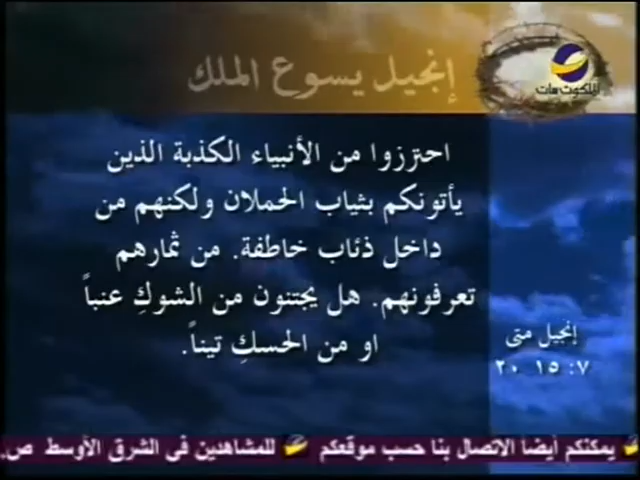 إنجيل يسوع الملك
الملكوت سات
احترزوا من الأنبياء الكذبة الذين
يأتونكم بثياب الحملان ولكنهم من
داخل ذئاب خاطفة. من ثمارهم
تعرفونهم. هل يجتنون من الشوكِ عنباً
او من الحسكِ تيناً.
إنجيل متى
٧: ١٥ ٢٠
يمكنكم أيضاً الاتصال بنا حسب موقعكم للمشاهدين فى الشرق الأوسط ص.